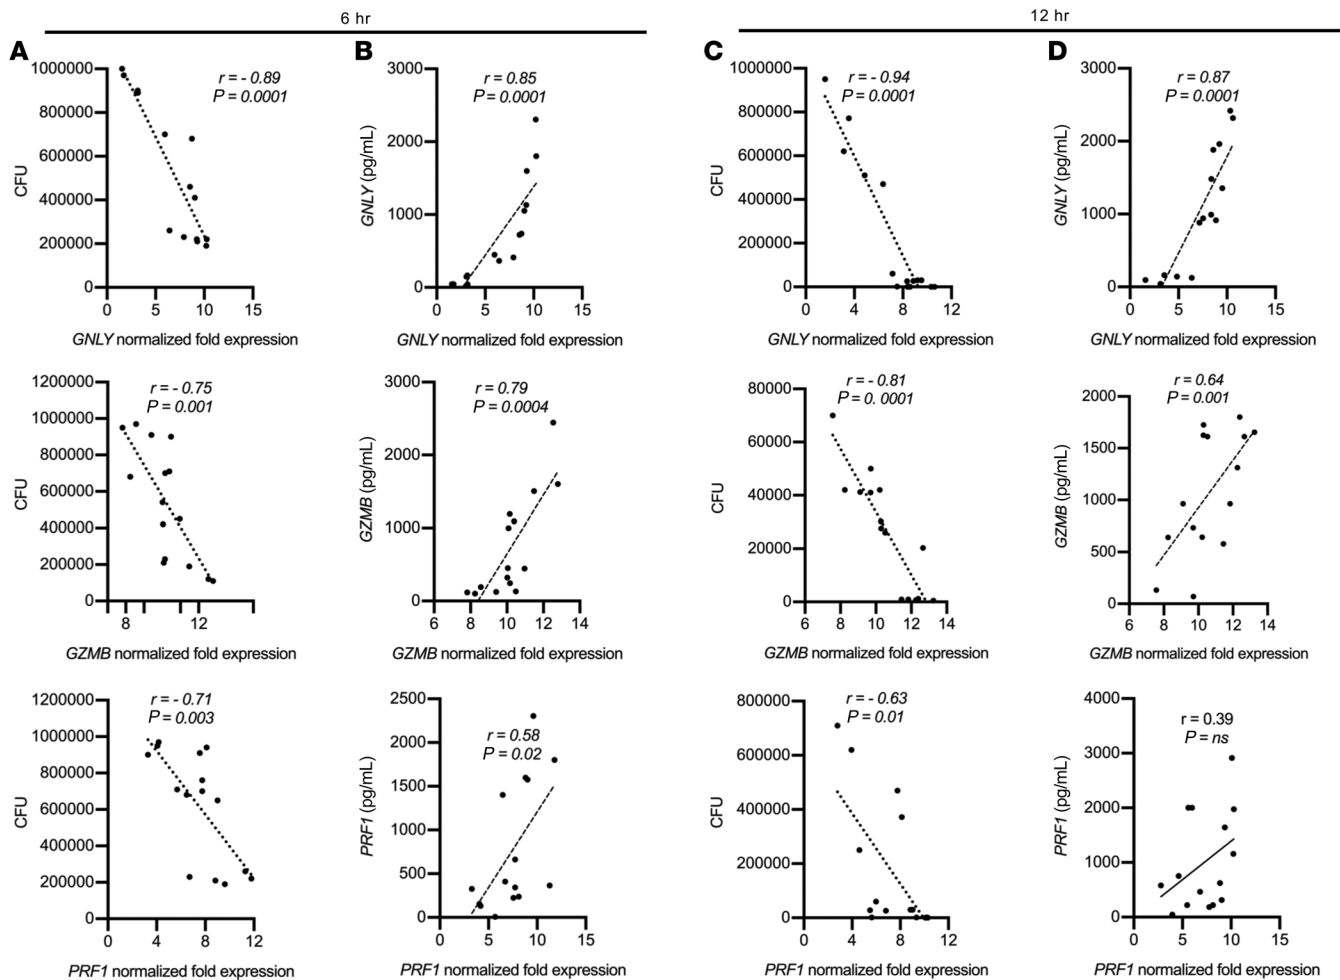 6 hr
12 hr
A
B
C
D
1000000
800000
600000
400000
200000
0
CFU
r = - 0.89
P = 0.0001
0 5 10 15
GNLY normalized fold expression
3000
2000
1000
0
GNLY (pg/mL)
r = 0.85
P = 0.0001
0 5 10 15
GNLY normalized fold expression
1000000
800000
600000
400000
200000
0
CFU
r = - 0.94
P = 0.0001
0 4 8 12
GNLY normalized fold expression
3000
2000
1000
0
GNLY (pg/mL)
r = 0.87
P = 0.0001
0 5 10 15
GNLY normalized fold expression
1200000
1000000
800000
600000
400000
200000
0
CFU
r = - 0.75
P = 0.001
8 12
GZMB normalized fold expression
3000
2000
1000
0
GZMB (pg/mL)
r = 0.79
P = 0.0004
6 8 10 12 14
GZMB normalized fold expression
80000
60000
40000
20000
0
CFU
r = - 0.81
P = 0. 0001
6 8 10 12 14
GZMB normalized fold expression
2000
1500
1000
500
0
GZMB (pg/mL)
r = 0.64
P = 0.001
6 8 10 12 14
GZMB normalized fold expression
1200000
1000000
800000
600000
400000
200000
0
CFU
r = - 0.71
P = 0.003
0 4 8 12
PRF1 normalized fold expression
2500
2000
1500
1000
500
0
PRF1 (pg/mL)
r = 0.58
P = 0.02
0 5 10 15
PRF1 normalized fold expression
800000
600000
400000
200000
0
CFU
r = - 0.63
P = 0.01
0 4 8 12
PRF1 normalized fold expression
4000
3000
2000
1000
0
PRF1 (pg/mL)
r = 0.39
P = ns
0 5 10 15
PRF1 normalized fold expression